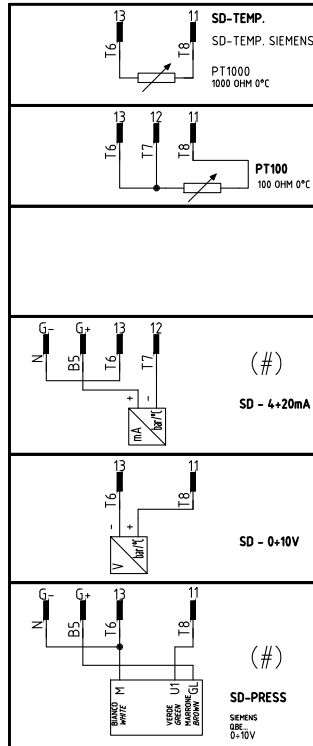 13 11 SD-TEMP.
T6 T8 SD-TEMP. SIEMENS
PT1000
1000 OHM 0°C
13 12 11
T6 T7 T8
PT100
100 OHM 0°C
G- G+ 13 12
N B5 T6 T7
(#)
+ -
mA bar/°C
SD - 4÷20mA
13 11
T6 T8
- +
V bar/°C
SD - 0÷10V
G- G+ 13 11
N B5 T6 T8
(#)
M U1 GL
BIANCO VERDE MARRONE
WHITE GREEN BROWN
SD-PRESS
SIEMENS
QBE...
0÷10V